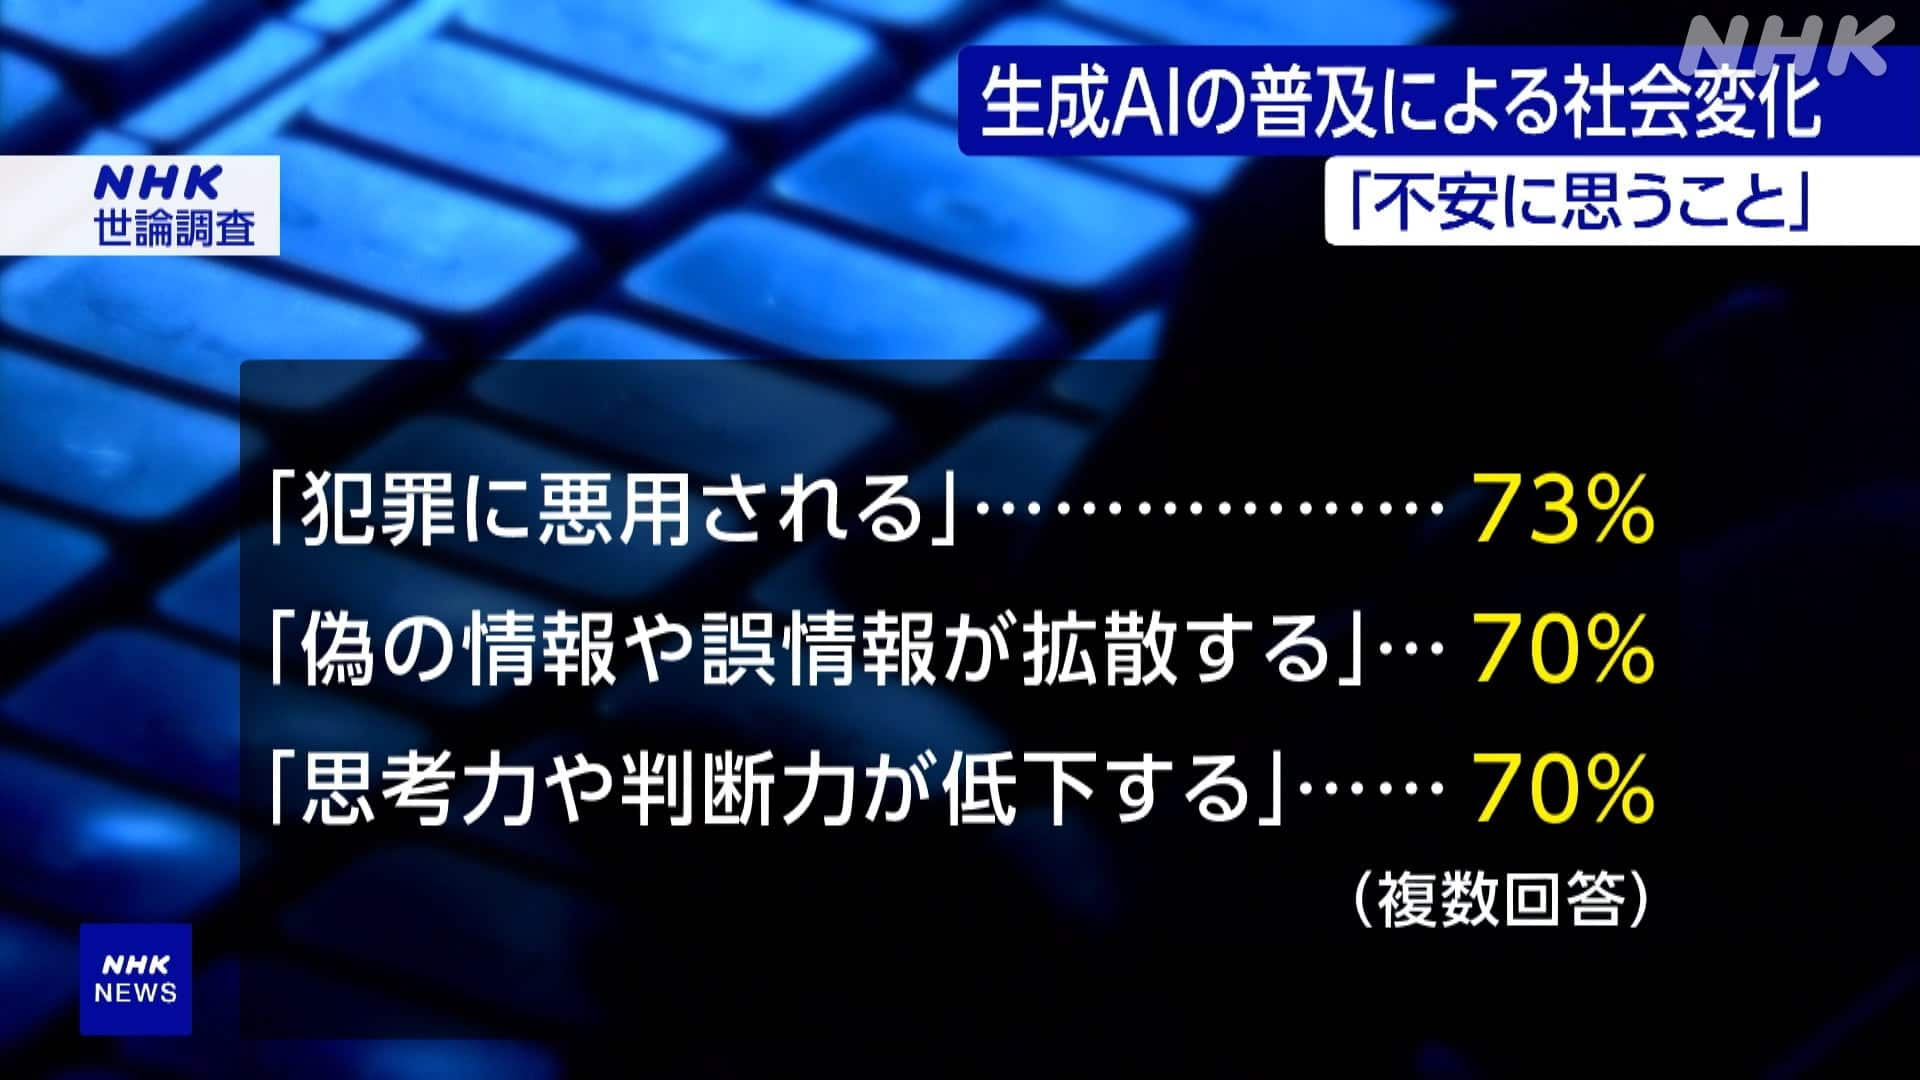 NHK
生成AIの普及による社会変化
「不安に思うこと」
NHK
世論調査
「犯罪に悪用される」……………… 73%
「偽の情報や誤情報が拡散する」… 70%
「思考力や判断力が低下する」…… 70%
(複数回答)
NHK
NEWS